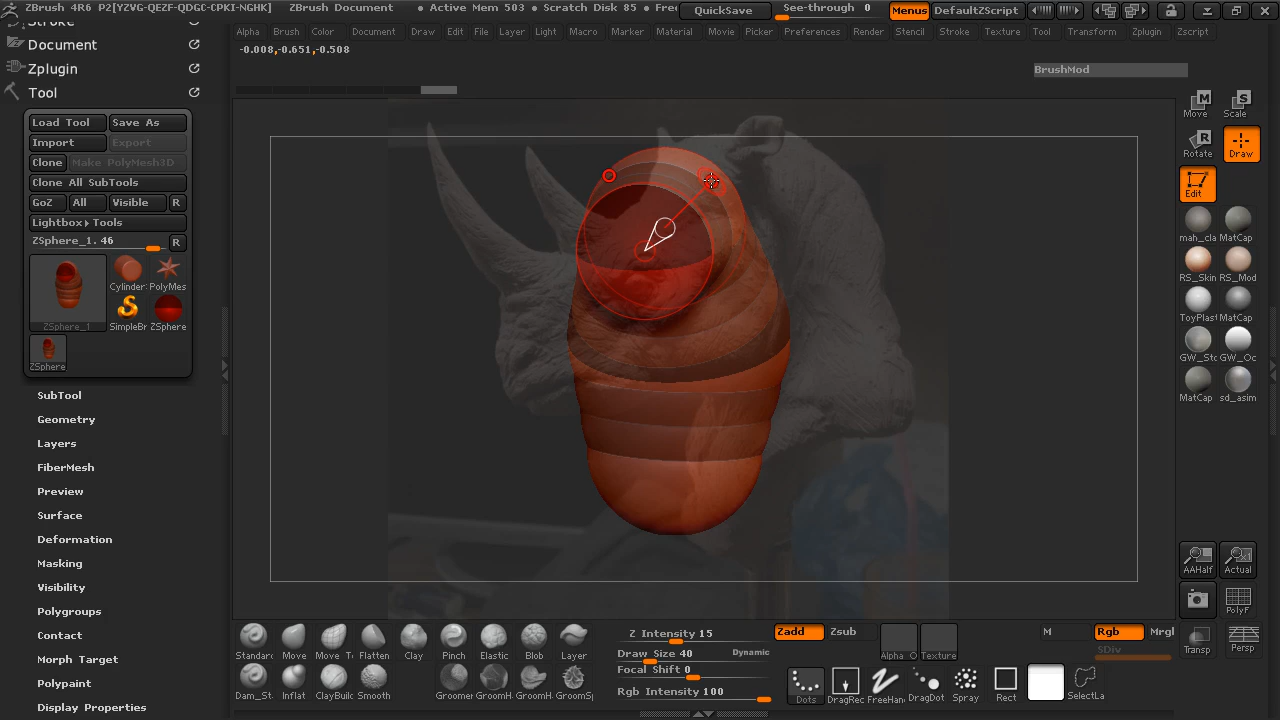 ZBrush 4R6 P2[YZVG-QEZF-QDGC-CPKI-NGHK] ZBrush Document • Active Mem 503 • Scratch Disk 85 • Free QuickSave See-through 0 Menus DefaultZScript
Alpha Brush Color Document Draw Edit File Layer Light Macro Marker Material Movie Picker Preferences Render Stencil Stroke Texture Tool Transform Zplugin Zscript
-0.008,-0.651,-0.508
BrushMod
Stroke
Document
Zplugin
Tool
Load Tool Save As
Import Export
Clone Make PolyMesh3D
Clone All SubTools
GoZ All Visible R
Lightbox▸Tools
ZSphere_1. 46 R
Cylinder PolyMes
ZSphere_1 SimpleBr ZSphere
ZSphere
SubTool
Geometry
Layers
FiberMesh
Preview
Surface
Deformation
Masking
Visibility
Polygroups
Contact
Morph Target
Polypaint
Display Properties
Move Scale
Rotate Draw
Edit
mah_cla MatCap
RS_Skin RS_Mod
ToyPlast MatCap
GW_Sto GW_Oc
MatCap sd_asim
AAHalf Actual
PolyF
Transp Persp
Standard Move Move T Flatten Clay Pinch Elastic Blob Layer
Dam_St Inflat ClayBuilc Smooth Groomer GroomH GroomH GroomSp
Z Intensity 15
Draw Size 40 Dynamic
Focal Shift 0
Rgb Intensity 100
Zadd Zsub
Alpha O Texture
M Rgb Mrgl
SDiv
Dots DragRec FreeHan DragDot Spray Rect SelectLa